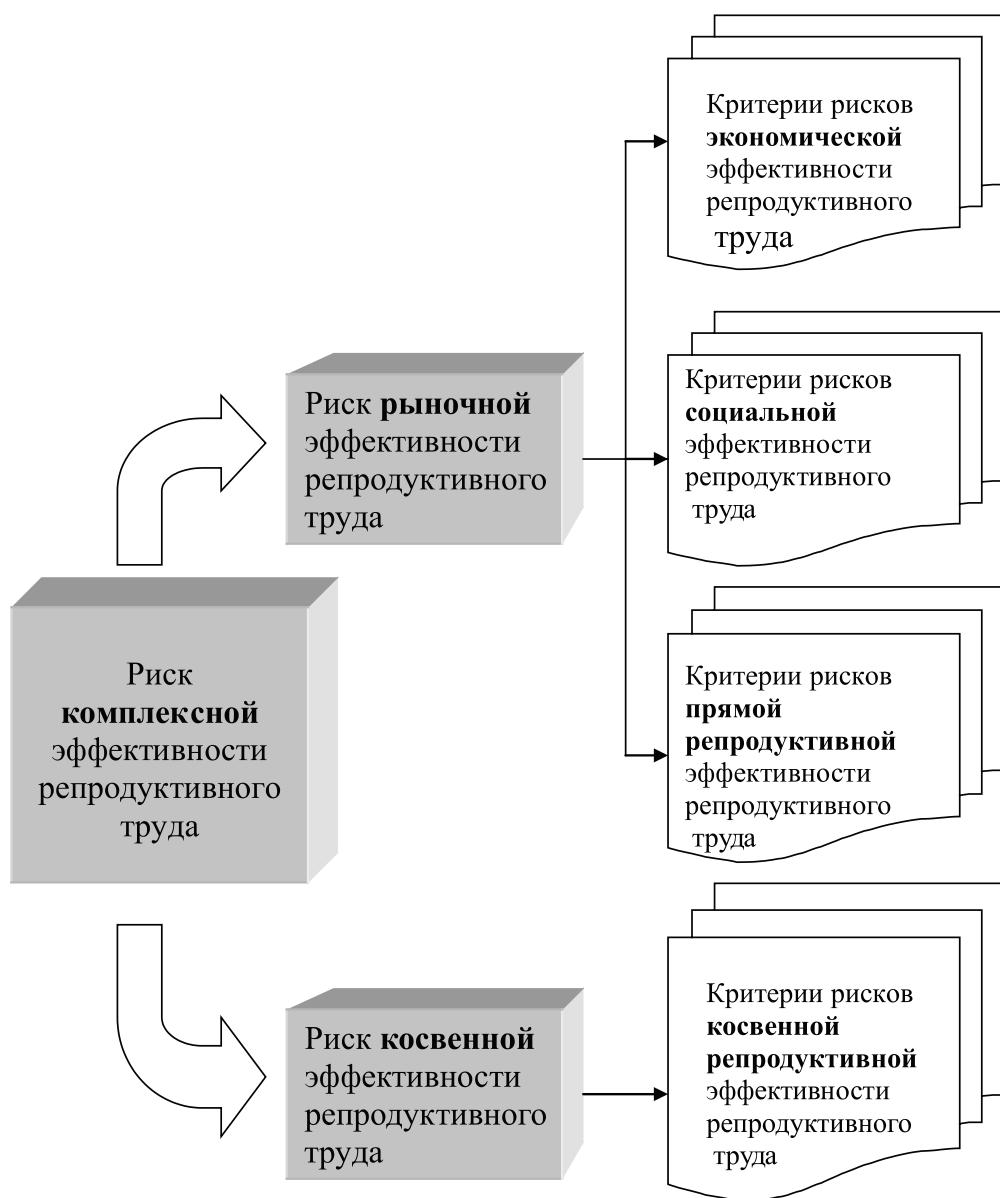 Критерии рисков
экономической
эффективности
репродуктивного
труда
Риск рыночной
эффективности
репродуктивного
труда
Критерии рисков
социальной
эффективности
репродуктивного
труда
Риск
комплексной
эффективности
репродуктивного
труда
Критерии рисков
прямой
репродуктивной
эффективности
репродуктивного
труда
Риск косвенной
эффективности
репродуктивного
труда
Критерии рисков
косвенной
репродуктивной
эффективности
репродуктивного
труда